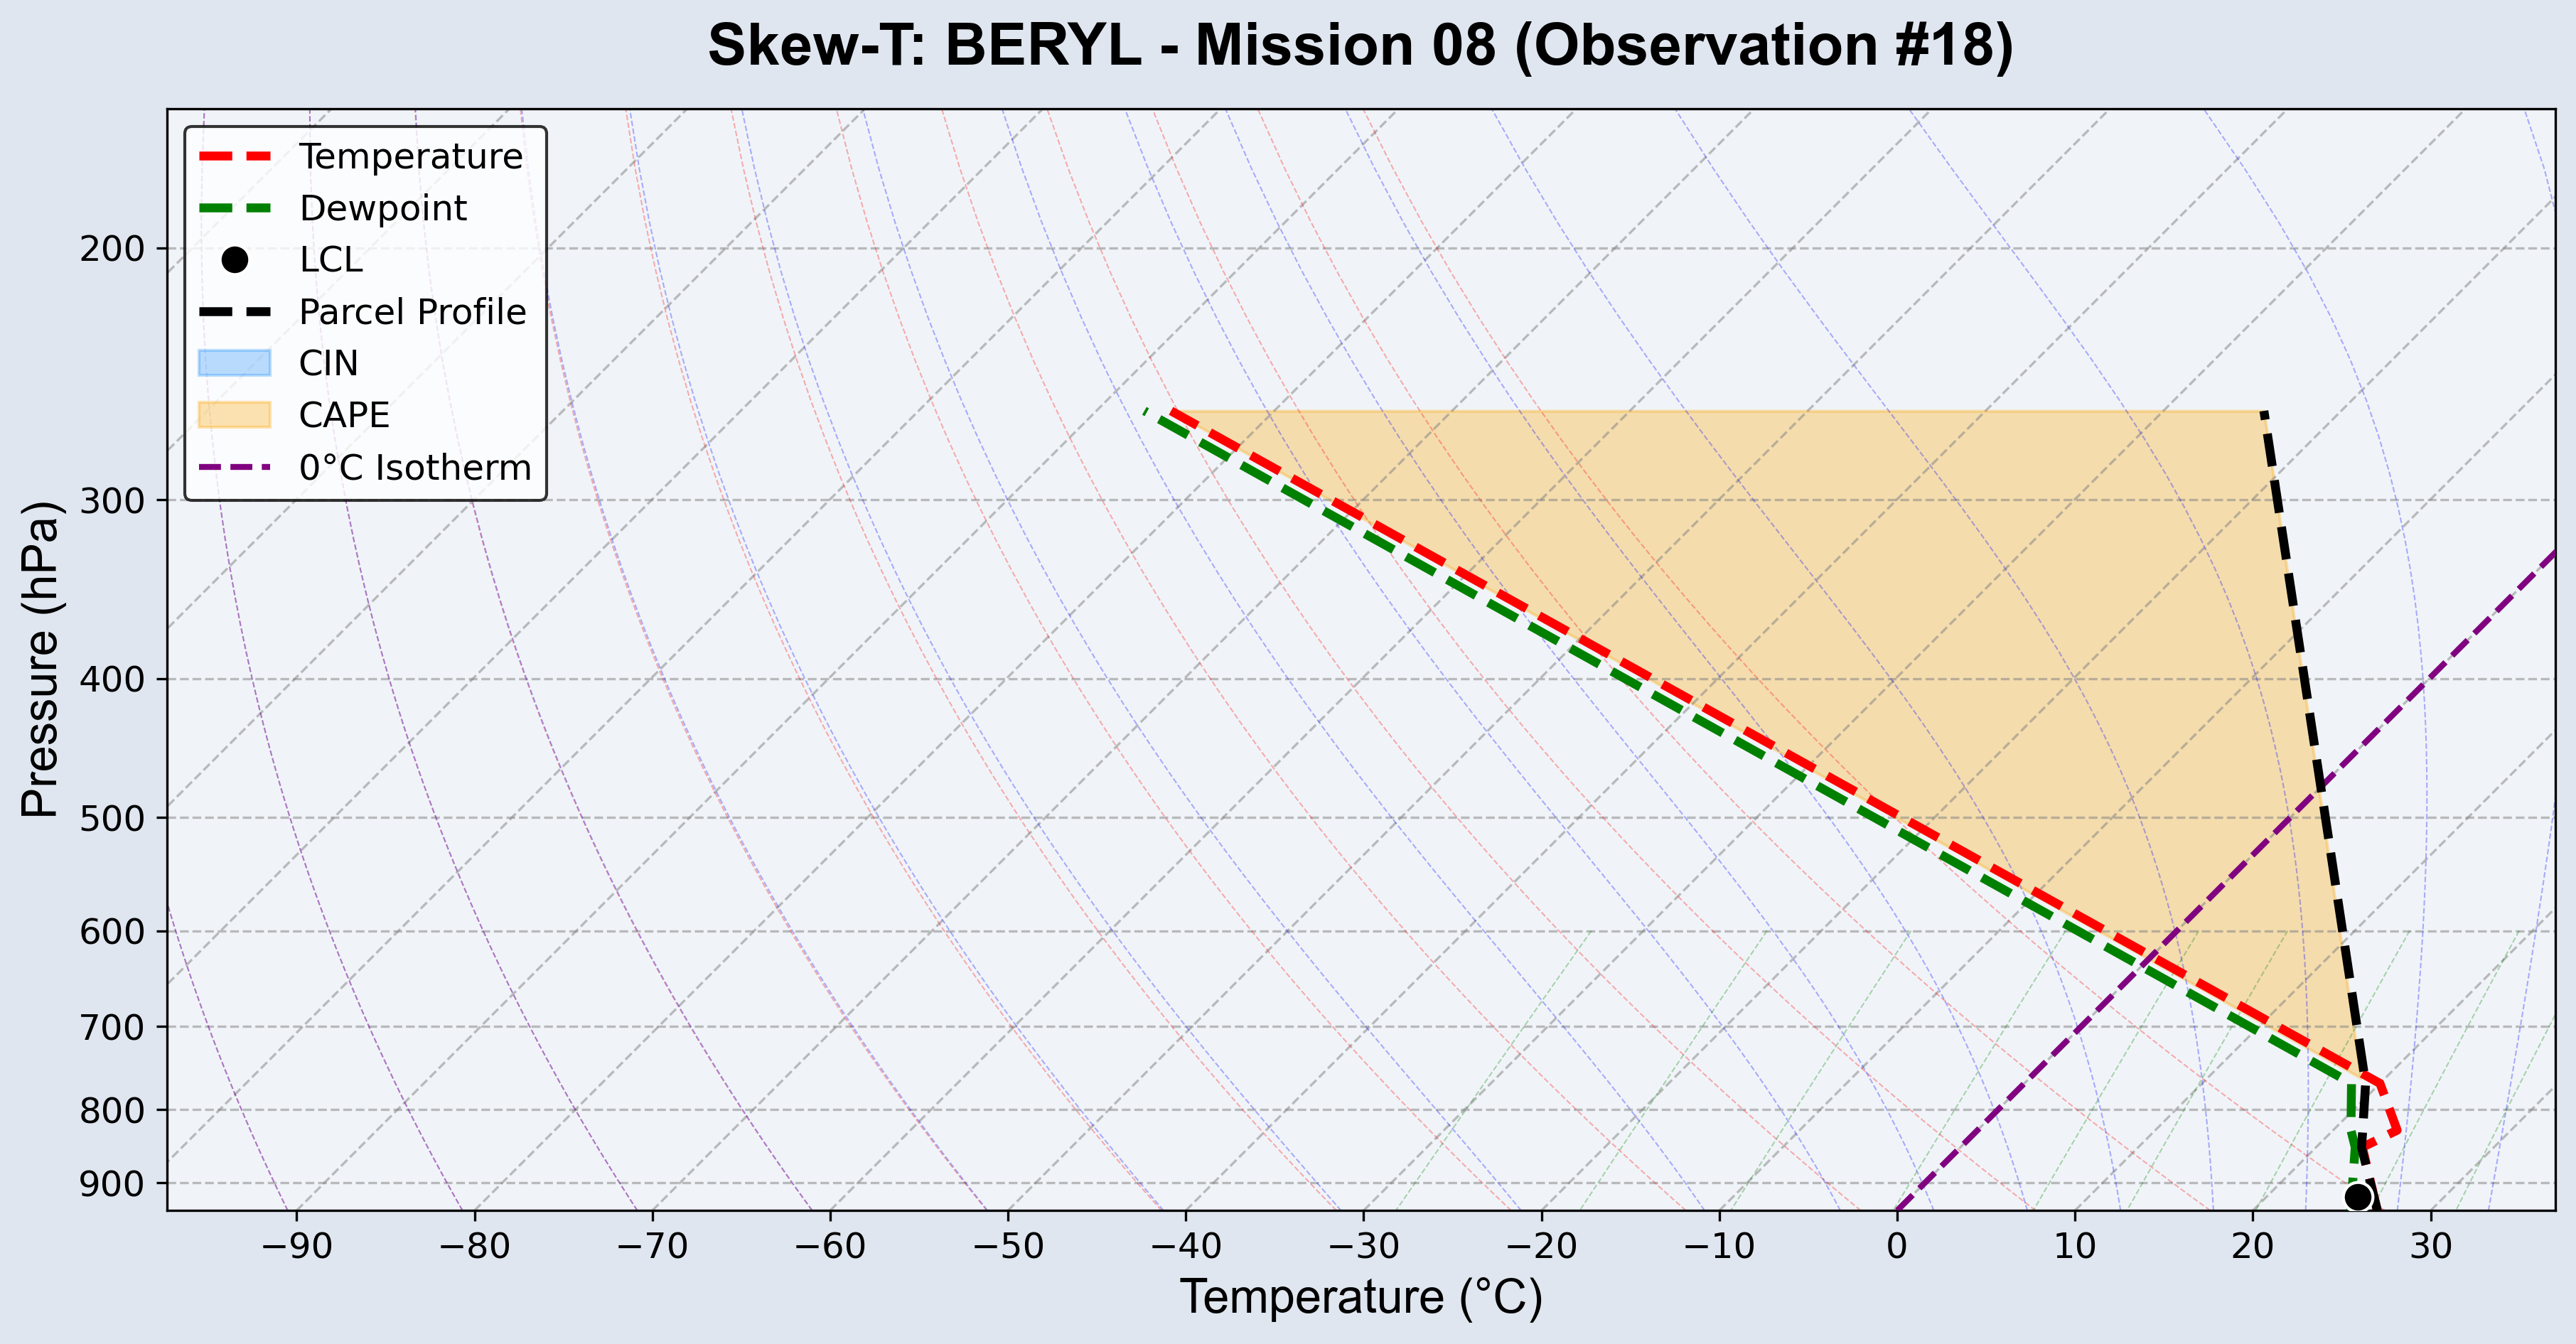 Skew-T: BERYL - Mission 08 (Observation #18)
Temperature
Dewpoint
LCL
Parcel Profile
CIN
CAPE
0°C Isotherm
Pressure (hPa)
200
300
400
500
600
700
800
900
−90 −80 −70 −60 −50 −40 −30 −20 −10 0 10 20 30
Temperature (°C)